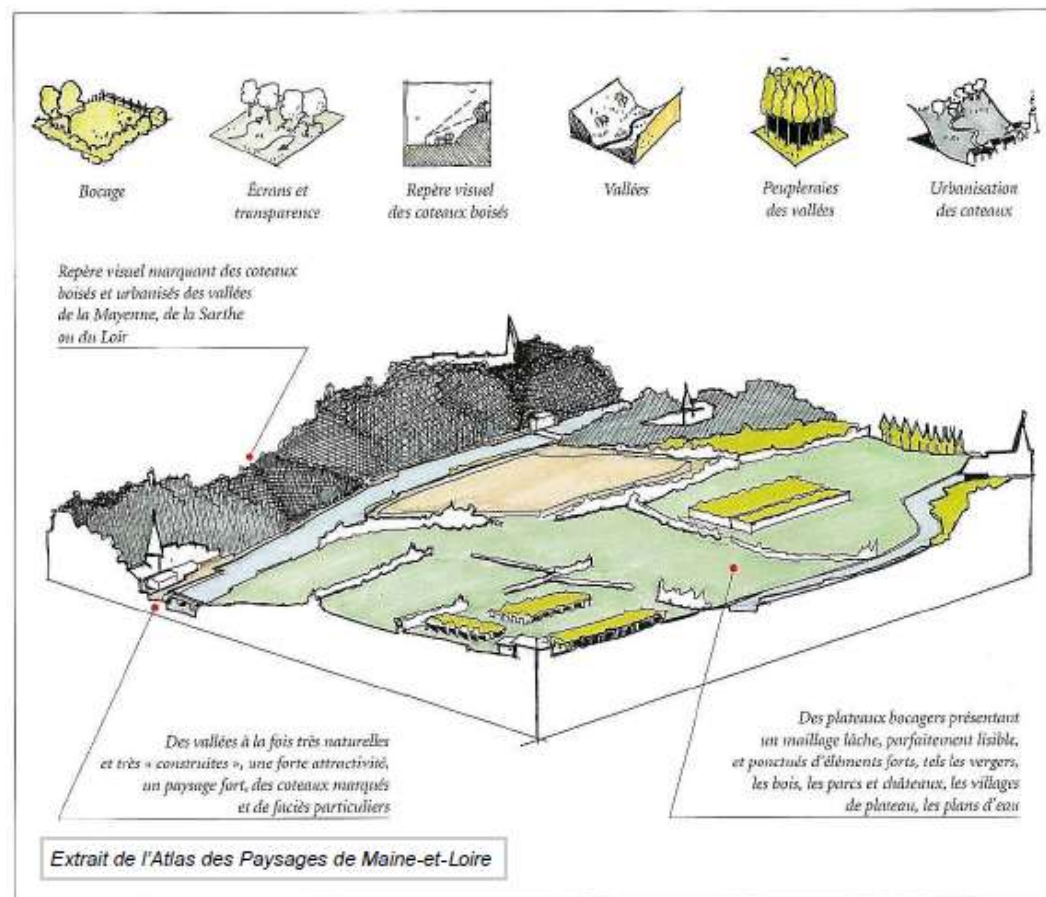 Bocage
Écrans et
transparence
Repère visuel
des coteaux boisés
Vallées
Peupleraies
des vallées
Urbanisation
des coteaux
Repère visuel marquant des coteaux
boisés et urbanisés des vallées
de la Mayenne, de la Sarthe
ou du Loir
Des vallées à la fois très naturelles
et très « construites », une forte attractivité,
un paysage fort, des coteaux marqués
et de faciès particuliers
Des plateaux bocagers présentant
un maillage lâche, parfaitement lisible,
et ponctués d'éléments forts, tels les vergers,
les bois, les parcs et châteaux, les villages
de plateau, les plans d'eau
Extrait de l'Atlas des Paysages de Maine-et-Loire